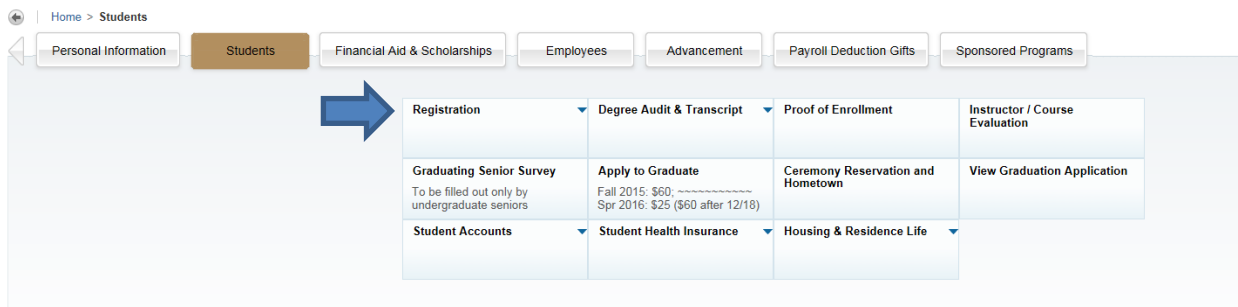 Home > Students
Personal Information
Students
Financial Aid & Scholarships
Employees
Advancement
Payroll Deduction Gifts
Sponsored Programs
Registration
Degree Audit & Transcript
Proof of Enrollment
Instructor / Course
Evaluation
Graduating Senior Survey
To be filled out only by
undergraduate seniors
Apply to Graduate
Fall 2015: $60; ~~~~~~~~~~~
Spr 2016: $25 ($60 after 12/18)
Ceremony Reservation and
Hometown
View Graduation Application
Student Accounts
Student Health Insurance
Housing & Residence Life